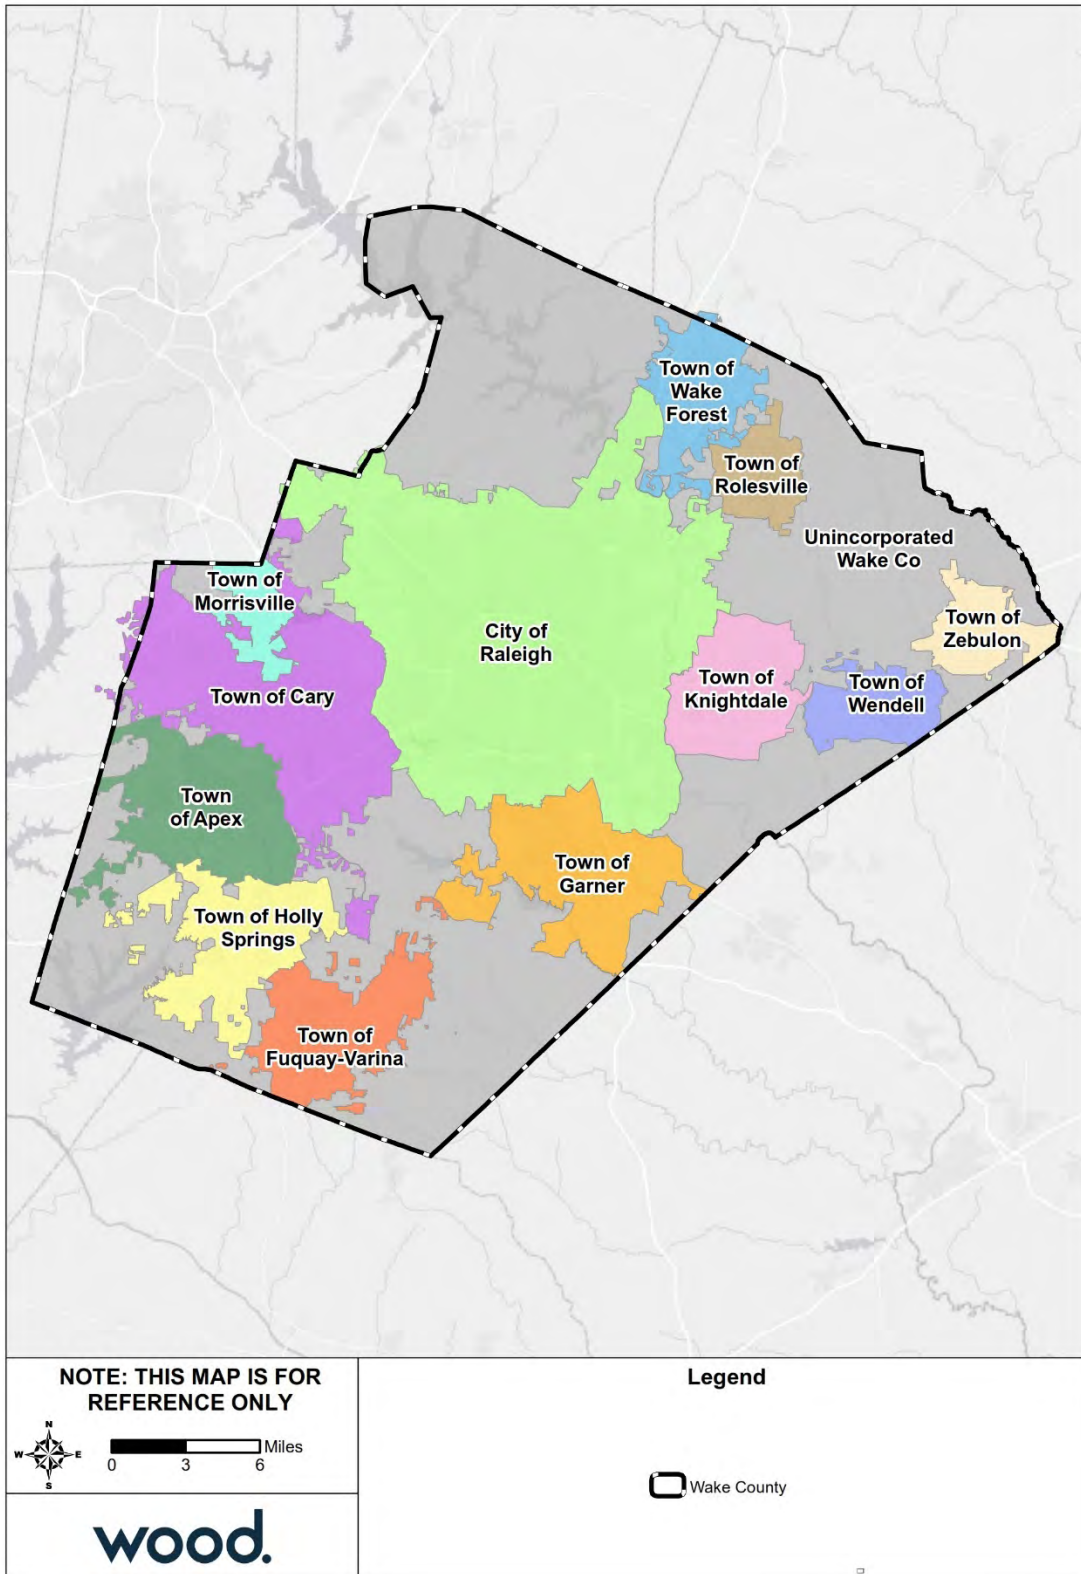 Town of
Wake
Forest
Town of
Rolesville
Unincorporated
Wake Co
Town of
Morrisville
Town of
Zebulon
City of
Raleigh
Town of Cary
Town of
Knightdale
Town of
Wendell
Town
of Apex
Town of
Garner
Town of Holly
Springs
Town of
Fuquay-Varina
NOTE: THIS MAP IS FOR
REFERENCE ONLY
N
W
E
S
Miles
0 3 6
wood.
Legend
Wake County